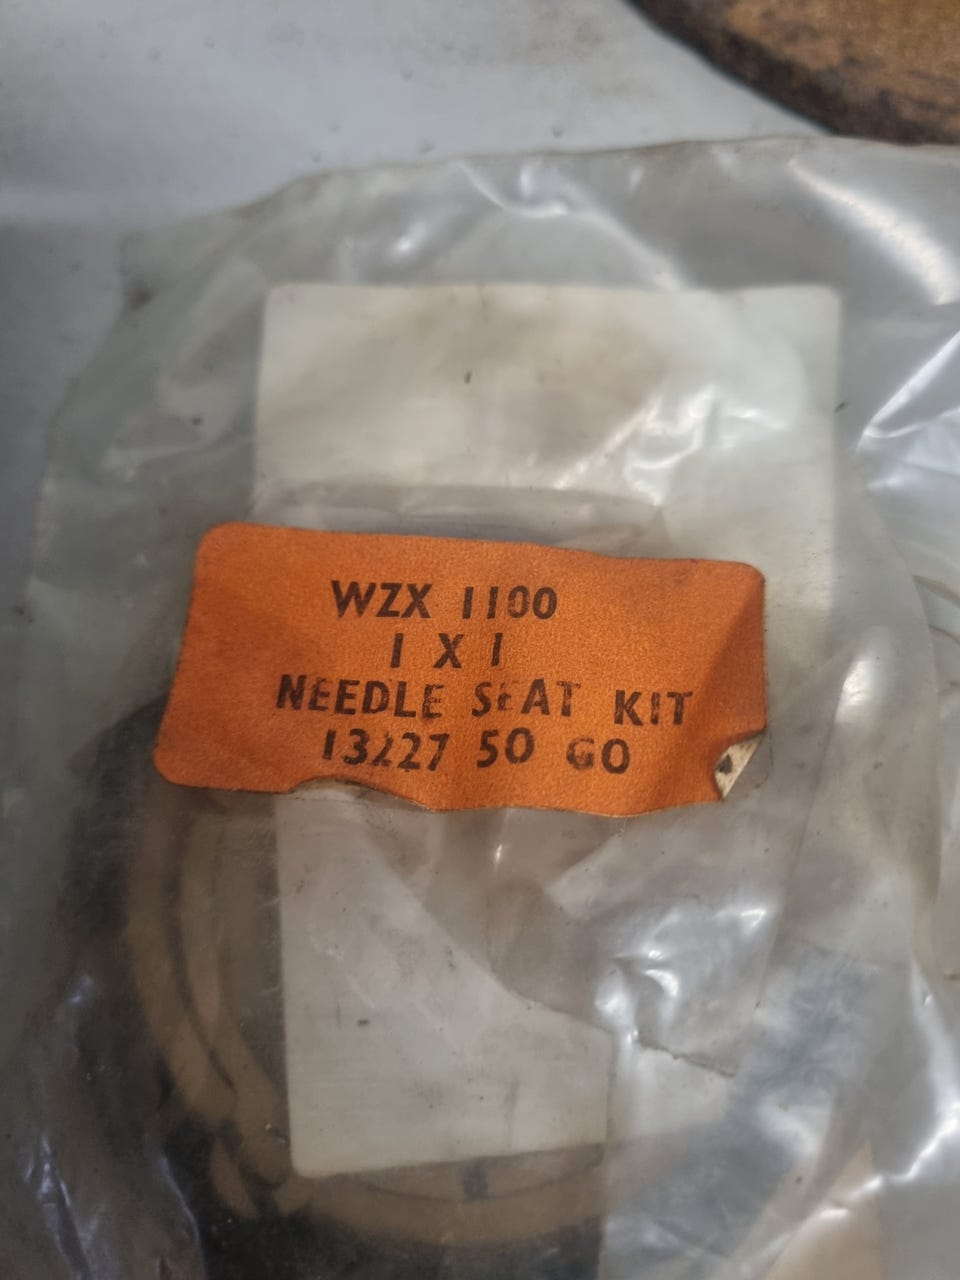 WZX 1100
1 X 1
NEEDLE SEAT KIT
13227 50 GO